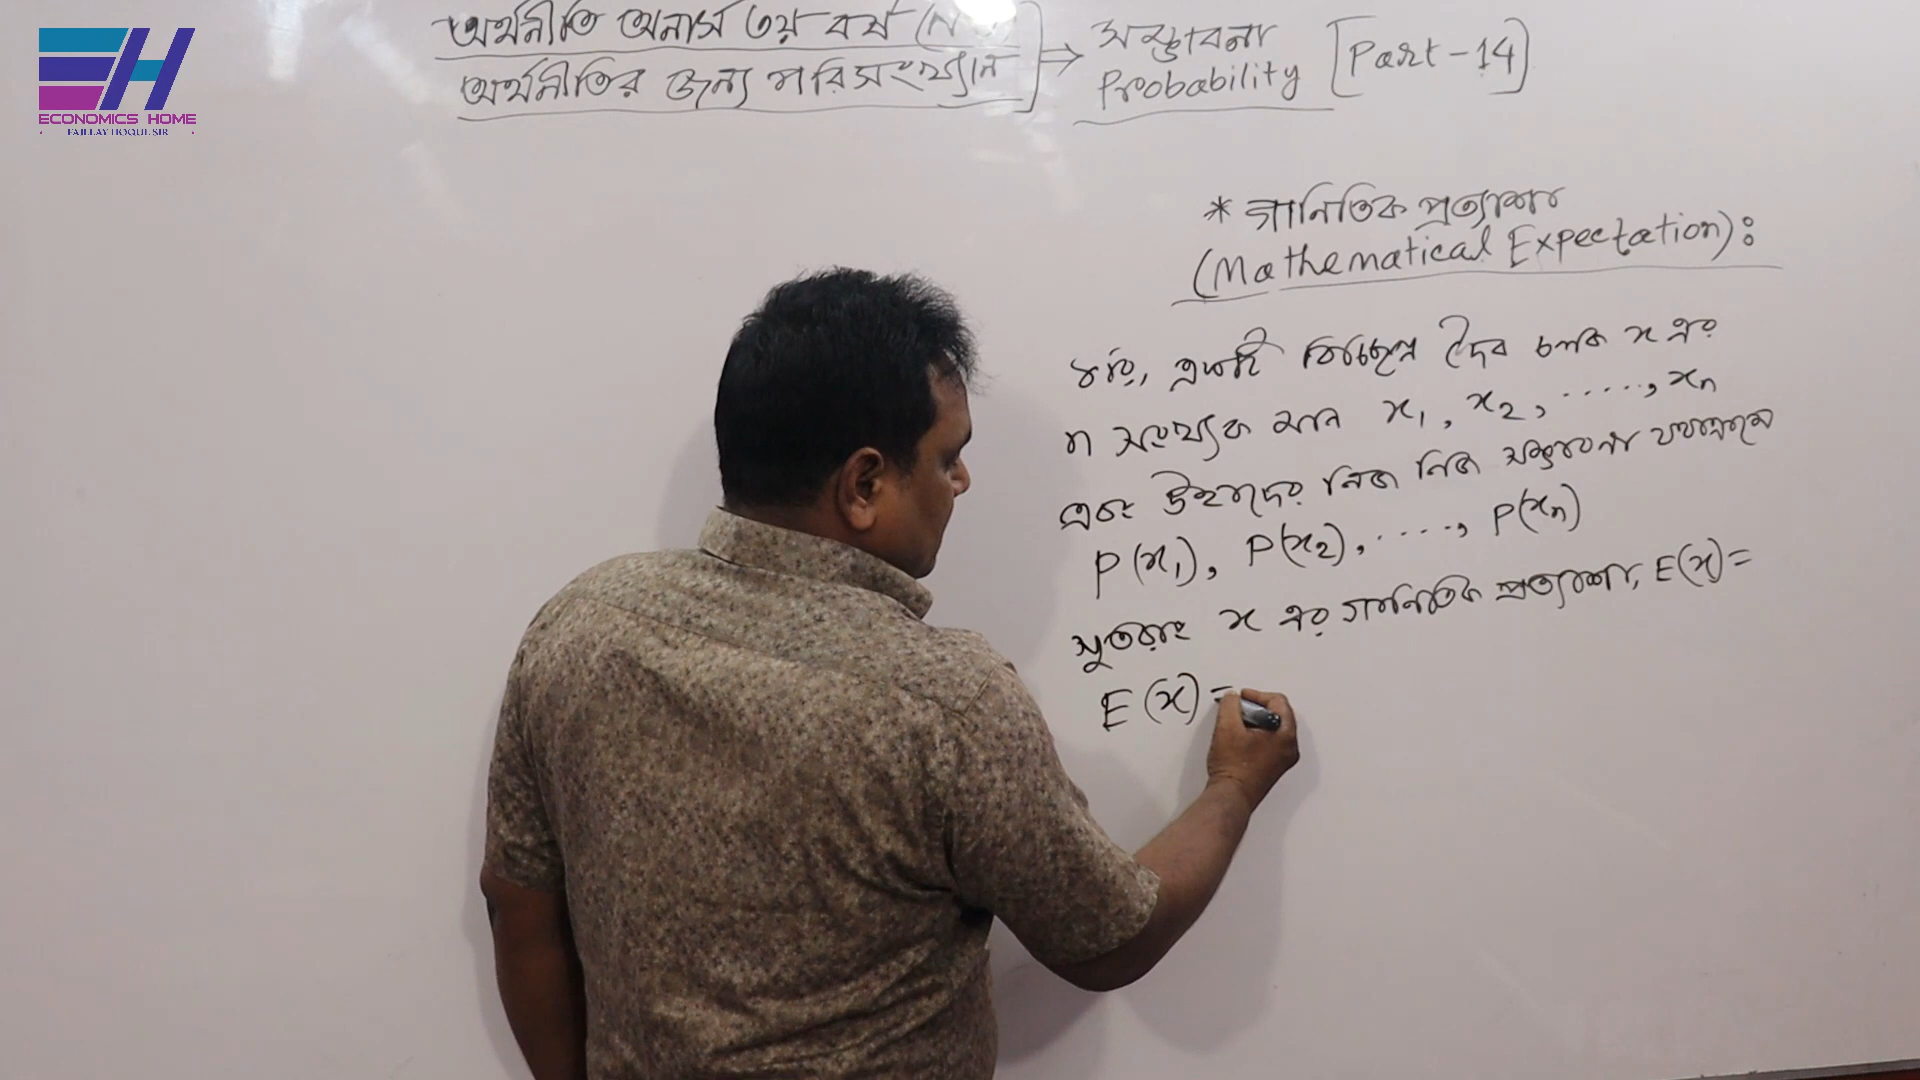 ECONOMICS HOME
অর্থনীতি অনার্স ৩য় বর্ষ (N
অর্থনীতির জন্য পরিসংখ্যান
সম্ভাবনা
Probability
[Part-14]
* গানিতিক প্রত্যাশা
(Mathematical Expectation):
ধরি, একটি বিচ্ছিন্ন দৈব চলক x এর
n সংখ্যক মান x₁, x₂, ....., xₙ
এবং উহাদের নিজ নিজ সম্ভাবনা যথাক্রমে
P(x₁), P(x₂), ....., P(xₙ)
সুতরাং x এর গানিতিক প্রত্যাশা, E(x)=
E(x)=